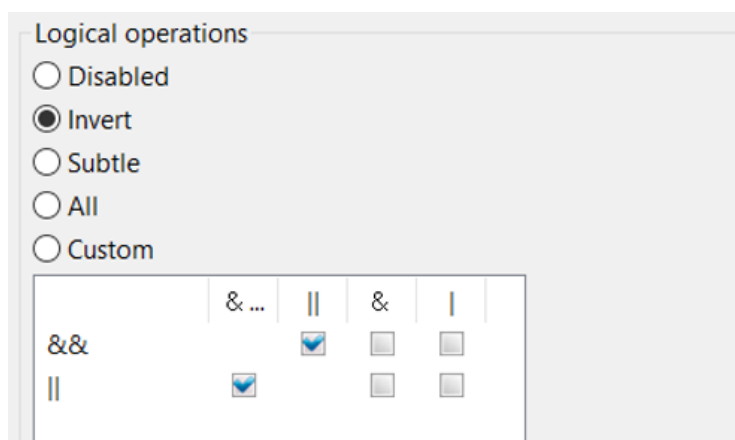 Logical operations
Disabled
Invert
Subtle
All
Custom
& ... || & |
&& 
||